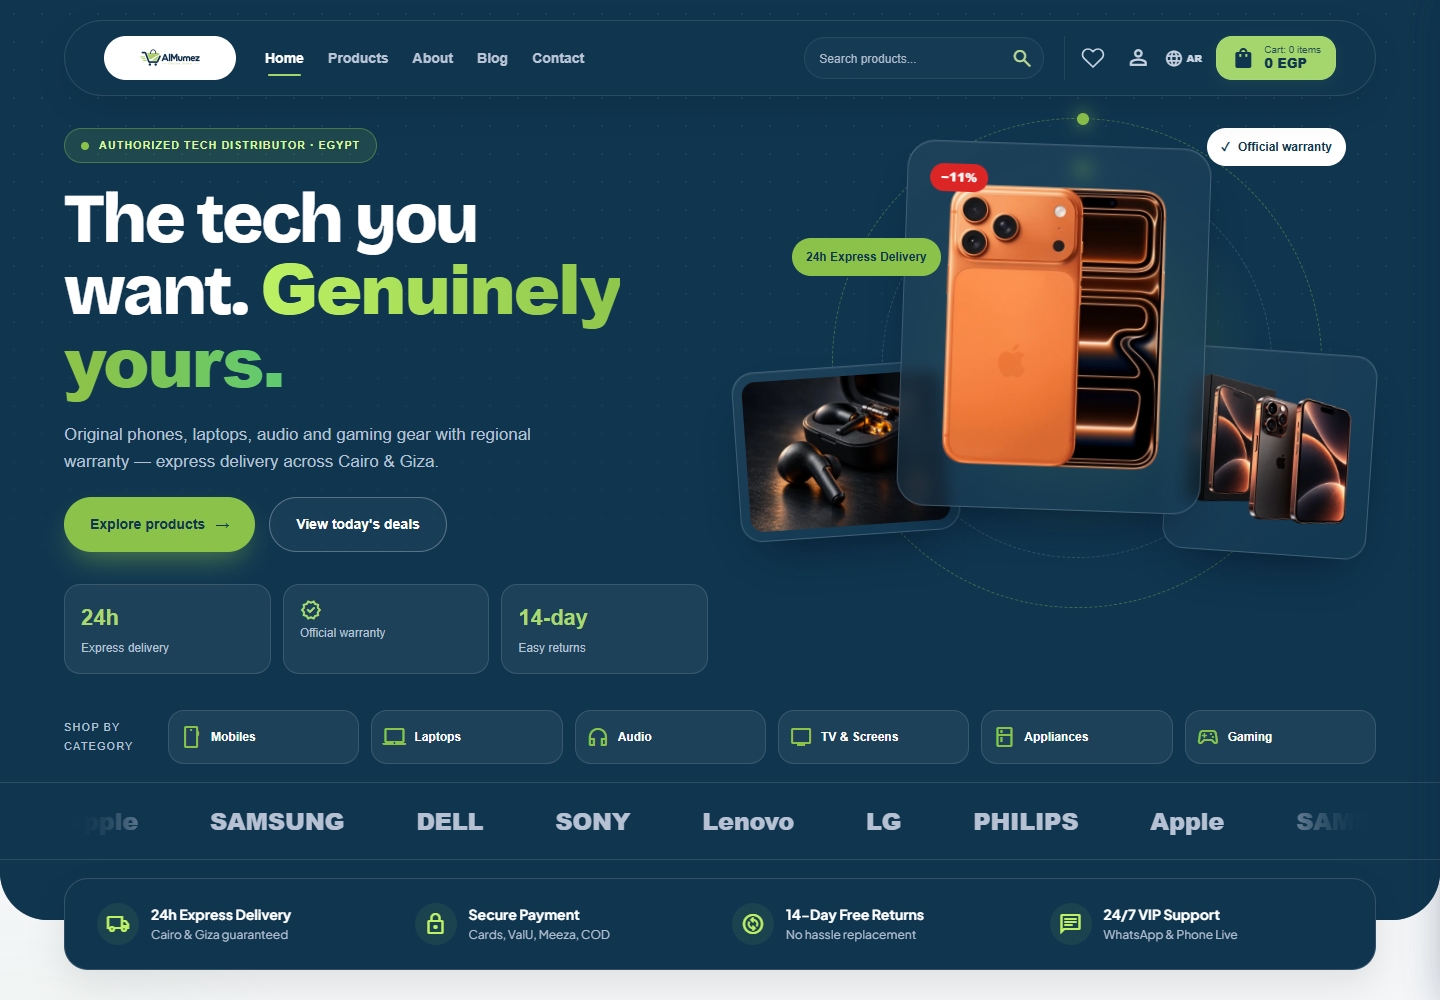 AlMumez
Home
Products
About
Blog
Contact
Search products...
AR
Cart: 0 items
0 EGP
AUTHORIZED TECH DISTRIBUTOR · EGYPT
The tech you
want. Genuinely
yours.
Original phones, laptops, audio and gaming gear with regional
warranty — express delivery across Cairo & Giza.
Explore products →
View today's deals
✓ Official warranty
−11%
24h Express Delivery
24h
Express delivery
Official warranty
14-day
Easy returns
SHOP BY
CATEGORY
Mobiles
Laptops
Audio
TV & Screens
Appliances
Gaming
pple
SAMSUNG
DELL
SONY
Lenovo
LG
PHILIPS
Apple
SAMS
24h Express Delivery
Cairo & Giza guaranteed
Secure Payment
Cards, ValU, Meeza, COD
14-Day Free Returns
No hassle replacement
24/7 VIP Support
WhatsApp & Phone Live